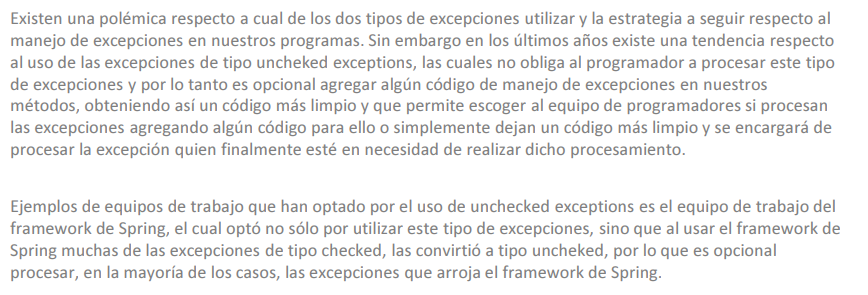 Existen una polémica respecto a cual de los dos tipos de excepciones utilizar y la estrategia a seguir respecto al
manejo de excepciones en nuestros programas. Sin embargo en los últimos años existe una tendencia respecto
al uso de las excepciones de tipo uncheked exceptions, las cuales no obliga al programador a procesar este tipo
de excepciones y por lo tanto es opcional agregar algún código de manejo de excepciones en nuestros
métodos, obteniendo así un código más limpio y que permite escoger al equipo de programadores si procesan
las excepciones agregando algún código para ello o simplemente dejan un código más limpio y se encargará de
procesar la excepción quien finalmente esté en necesidad de realizar dicho procesamiento.
Ejemplos de equipos de trabajo que han optado por el uso de unchecked exceptions es el equipo de trabajo del
framework de Spring, el cual optó no sólo por utilizar este tipo de excepciones, sino que al usar el framework de
Spring muchas de las excepciones de tipo checked, las convirtió a tipo uncheked, por lo que es opcional
procesar, en la mayoría de los casos, las excepciones que arroja el framework de Spring.